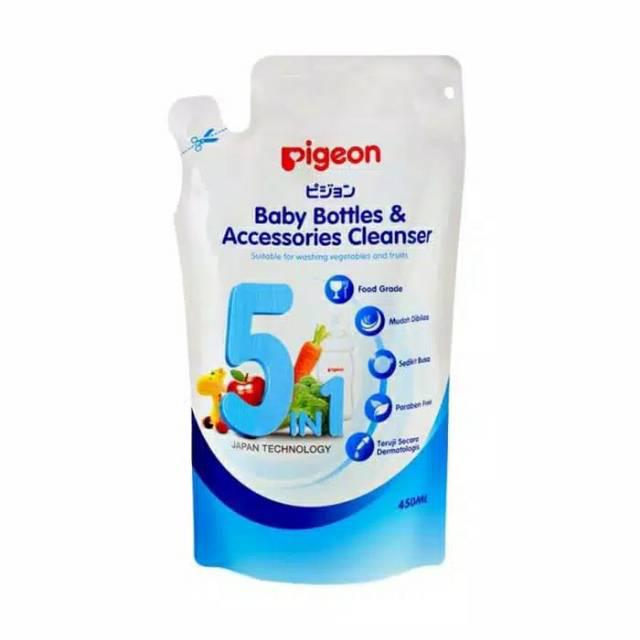 pigeon
ピジョン
Baby Bottles &
Accessories Cleanser
Suitable for washing vegetables and fruits
5
IN 1
JAPAN TECHNOLOGY
Food Grade
Mudah Dibilas
Sedikit Busa
Paraben Free
Teruji Secara
Dermatologis
pigeon
450ML